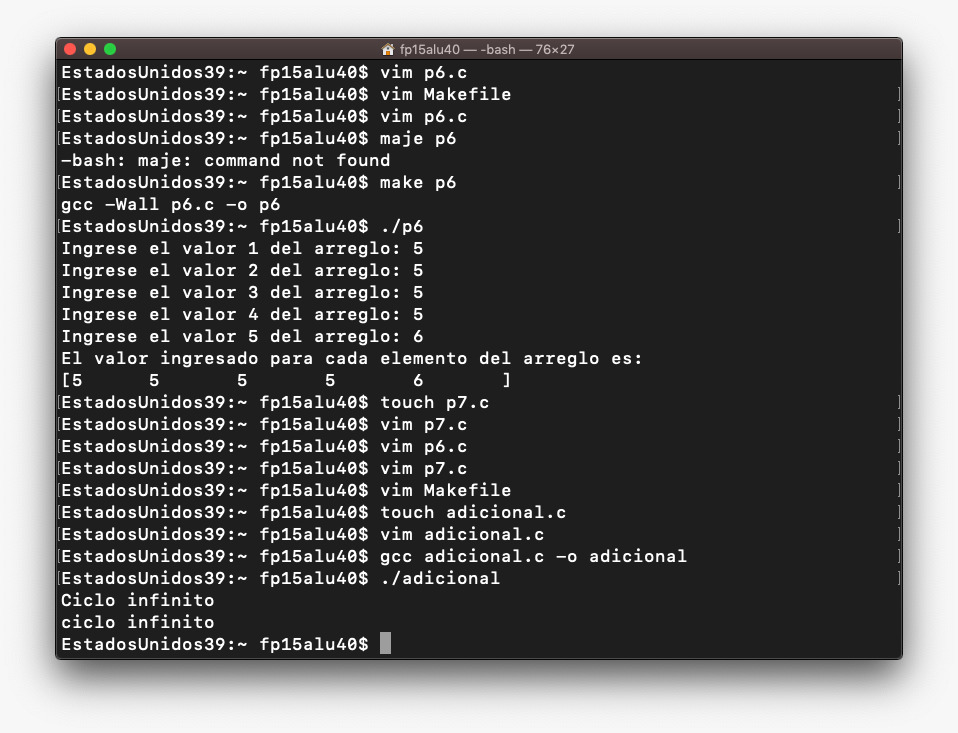 fp15alu40 — -bash — 76×27
EstadosUnidos39:~ fp15alu40$ vim p6.c
[EstadosUnidos39:~ fp15alu40$ vim Makefile ]
[EstadosUnidos39:~ fp15alu40$ vim p6.c ]
[EstadosUnidos39:~ fp15alu40$ maje p6 ]
-bash: maje: command not found
[EstadosUnidos39:~ fp15alu40$ make p6 ]
gcc -Wall p6.c -o p6
[EstadosUnidos39:~ fp15alu40$ ./p6 ]
Ingrese el valor 1 del arreglo: 5
Ingrese el valor 2 del arreglo: 5
Ingrese el valor 3 del arreglo: 5
Ingrese el valor 4 del arreglo: 5
Ingrese el valor 5 del arreglo: 6
El valor ingresado para cada elemento del arreglo es:
[5 5 5 5 6 ]
[EstadosUnidos39:~ fp15alu40$ touch p7.c ]
[EstadosUnidos39:~ fp15alu40$ vim p7.c ]
[EstadosUnidos39:~ fp15alu40$ vim p6.c ]
[EstadosUnidos39:~ fp15alu40$ vim p7.c ]
[EstadosUnidos39:~ fp15alu40$ vim Makefile ]
[EstadosUnidos39:~ fp15alu40$ touch adicional.c ]
[EstadosUnidos39:~ fp15alu40$ vim adicional.c ]
[EstadosUnidos39:~ fp15alu40$ gcc adicional.c -o adicional ]
[EstadosUnidos39:~ fp15alu40$ ./adicional ]
Ciclo infinito
ciclo infinito
EstadosUnidos39:~ fp15alu40$